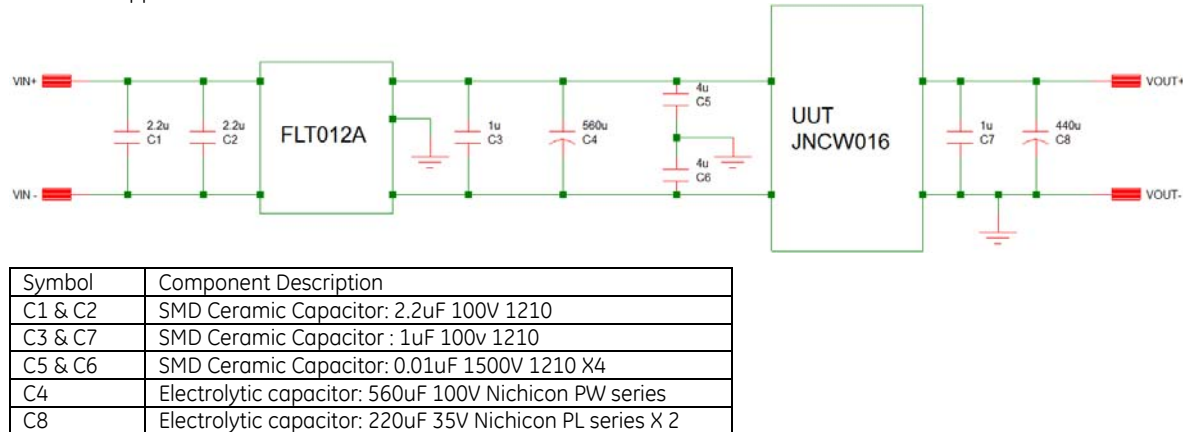 VIN+
2.2u
C1
2.2u
C2
FLT012A
1u
C3
560u
C4
4u
C5
4u
C6
UUT
JNCW016
1u
C7
440u
C8
VOUT+
VIN -
VOUT-
Symbol Component Description
C1 & C2 SMD Ceramic Capacitor: 2.2uF 100V 1210
C3 & C7 SMD Ceramic Capacitor : 1uF 100v 1210
C5 & C6 SMD Ceramic Capacitor: 0.01uF 1500V 1210 X4
C4 Electrolytic capacitor: 560uF 100V Nichicon PW series
C8 Electrolytic capacitor: 220uF 35V Nichicon PL series X 2